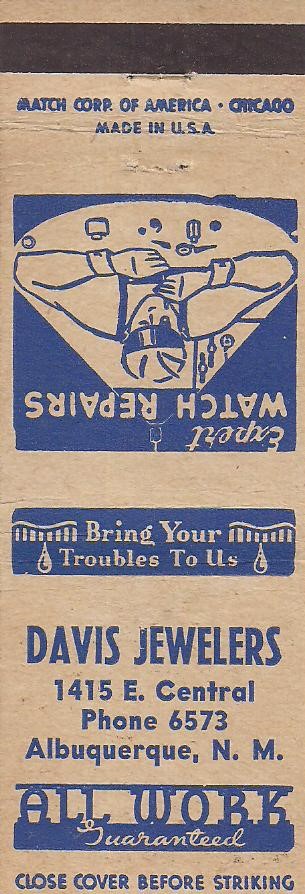 MATCH CORP. OF AMERICA • CHICAGO
MADE IN U.S.A.
Expert
WATCH REPAIRS
Bring Your
Troubles To Us
DAVIS JEWELERS
1415 E. Central
Phone 6573
Albuquerque, N. M.
ALL WORK
Guaranteed
CLOSE COVER BEFORE STRIKING